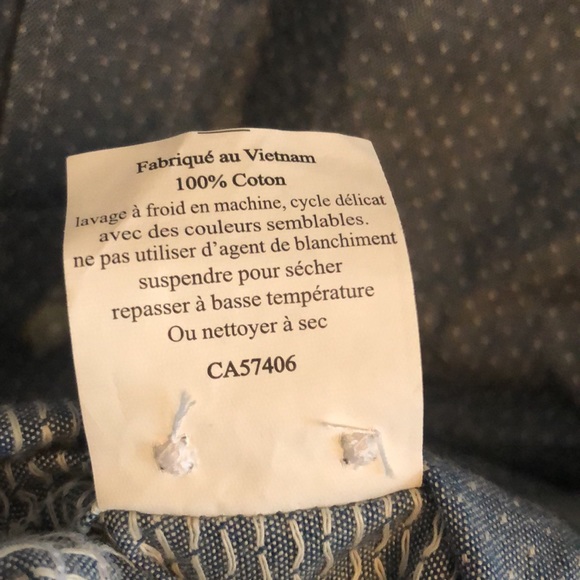 Fabriqué au Vietnam
100% Coton
lavage à froid en machine, cycle délicat
avec des couleurs semblables.
ne pas utiliser d'agent de blanchiment
suspendre pour sécher
repasser à basse température
Ou nettoyer à sec
CA57406